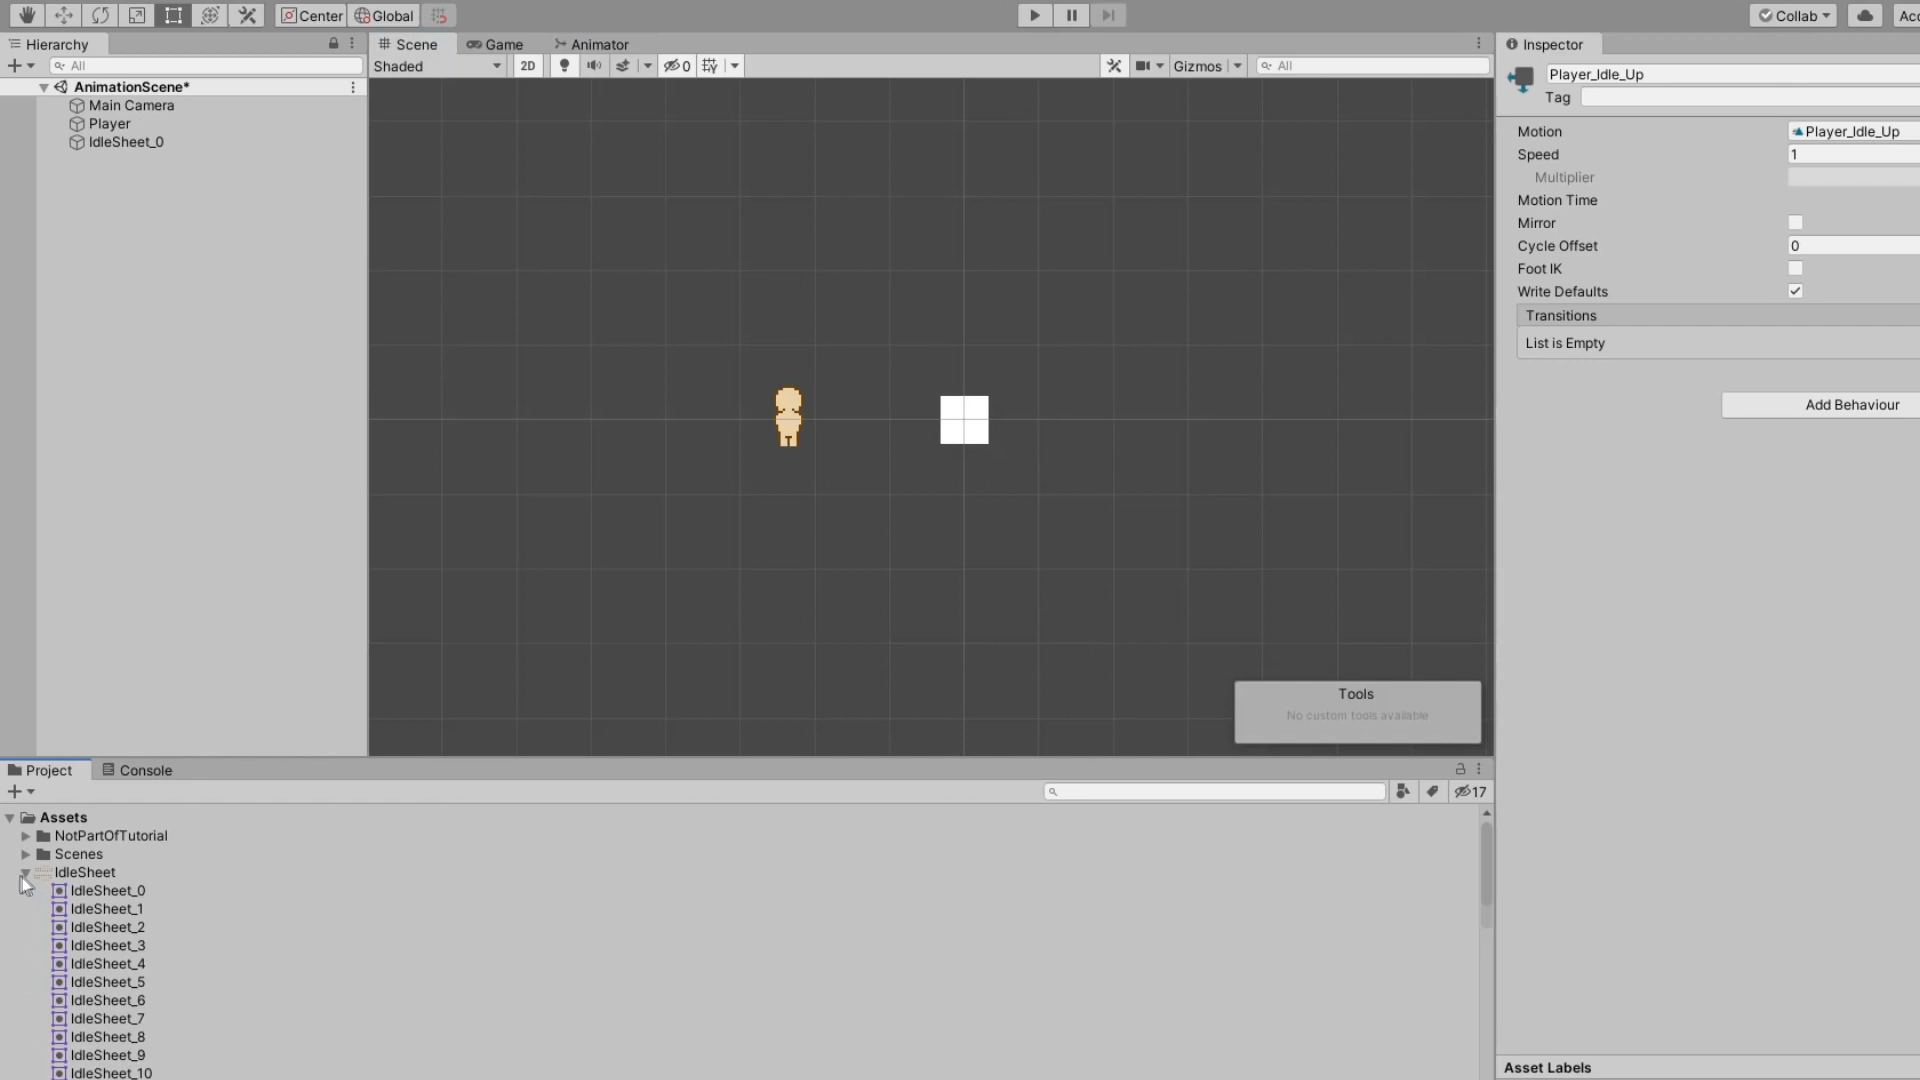 Center Global Collab
Hierarchy
All
AnimationScene*
Main Camera
Player
IdleSheet_0
Scene Game Animator
Shaded 2D 0 Gizmos All
Tools
No custom tools available
Inspector
Player_Idle_Up
Tag
Motion Player_Idle_Up
Speed 1
Multiplier
Motion Time
Mirror
Cycle Offset 0
Foot IK
Write Defaults
Transitions
List is Empty
Add Behaviour
Asset Labels
Project Console
17
Assets
NotPartOfTutorial
Scenes
IdleSheet
IdleSheet_0
IdleSheet_1
IdleSheet_2
IdleSheet_3
IdleSheet_4
IdleSheet_5
IdleSheet_6
IdleSheet_7
IdleSheet_8
IdleSheet_9
IdleSheet_10